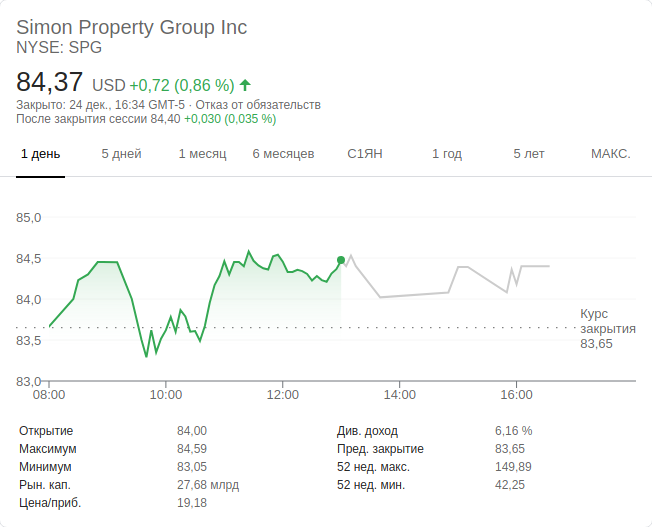 Simon Property Group Inc
NYSE: SPG
84,37 USD +0,72 (0,86 %)
Закрыто: 24 дек., 16:34 GMT-5 · Отказ от обязательств
После закрытия сессии 84,40 +0,030 (0,035 %)
1 день 5 дней 1 месяц 6 месяцев С1ЯН 1 год 5 лет МАКС.
85,0
84,5
84,0
83,5
83,0
Курс
закрытия
83,65
08:00 10:00 12:00 14:00 16:00
Открытие 84,00 Див. доход 6,16 %
Максимум 84,59 Пред. закрытие 83,65
Минимум 83,05 52 нед. макс. 149,89
Рын. кап. 27,68 млрд 52 нед. мин. 42,25
Цена/приб. 19,18